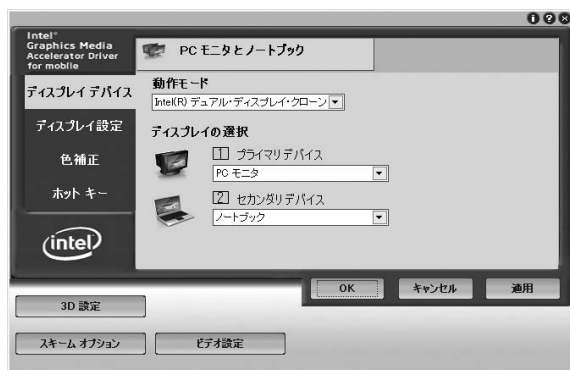 Intel®
Graphics Media
Accelerator Driver
for mobile
PC モニタとノートブック
ディスプレイ デバイス
ディスプレイ設定
色補正
ホット キー
intel
動作モード
Intel(R) デュアル・ディスプレイ・クローン
ディスプレイの選択
1 プライマリデバイス
PC モニタ
2 セカンダリデバイス
ノートブック
OK
キャンセル
適用
3D 設定
スキーム オプション
ビデオ設定